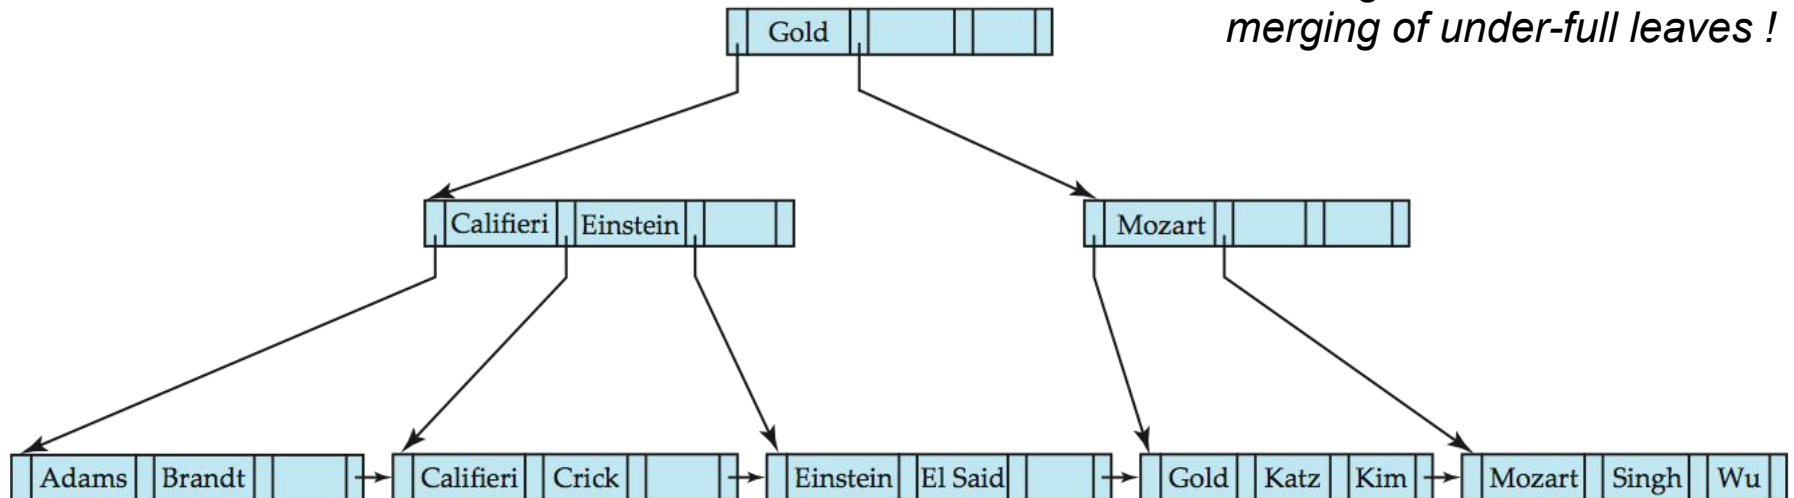 merging of under-full leaves !
Gold
Califieri Einstein
Mozart
Adams Brandt
Califieri Crick
Einstein El Said
Gold Katz Kim
Mozart Singh Wu